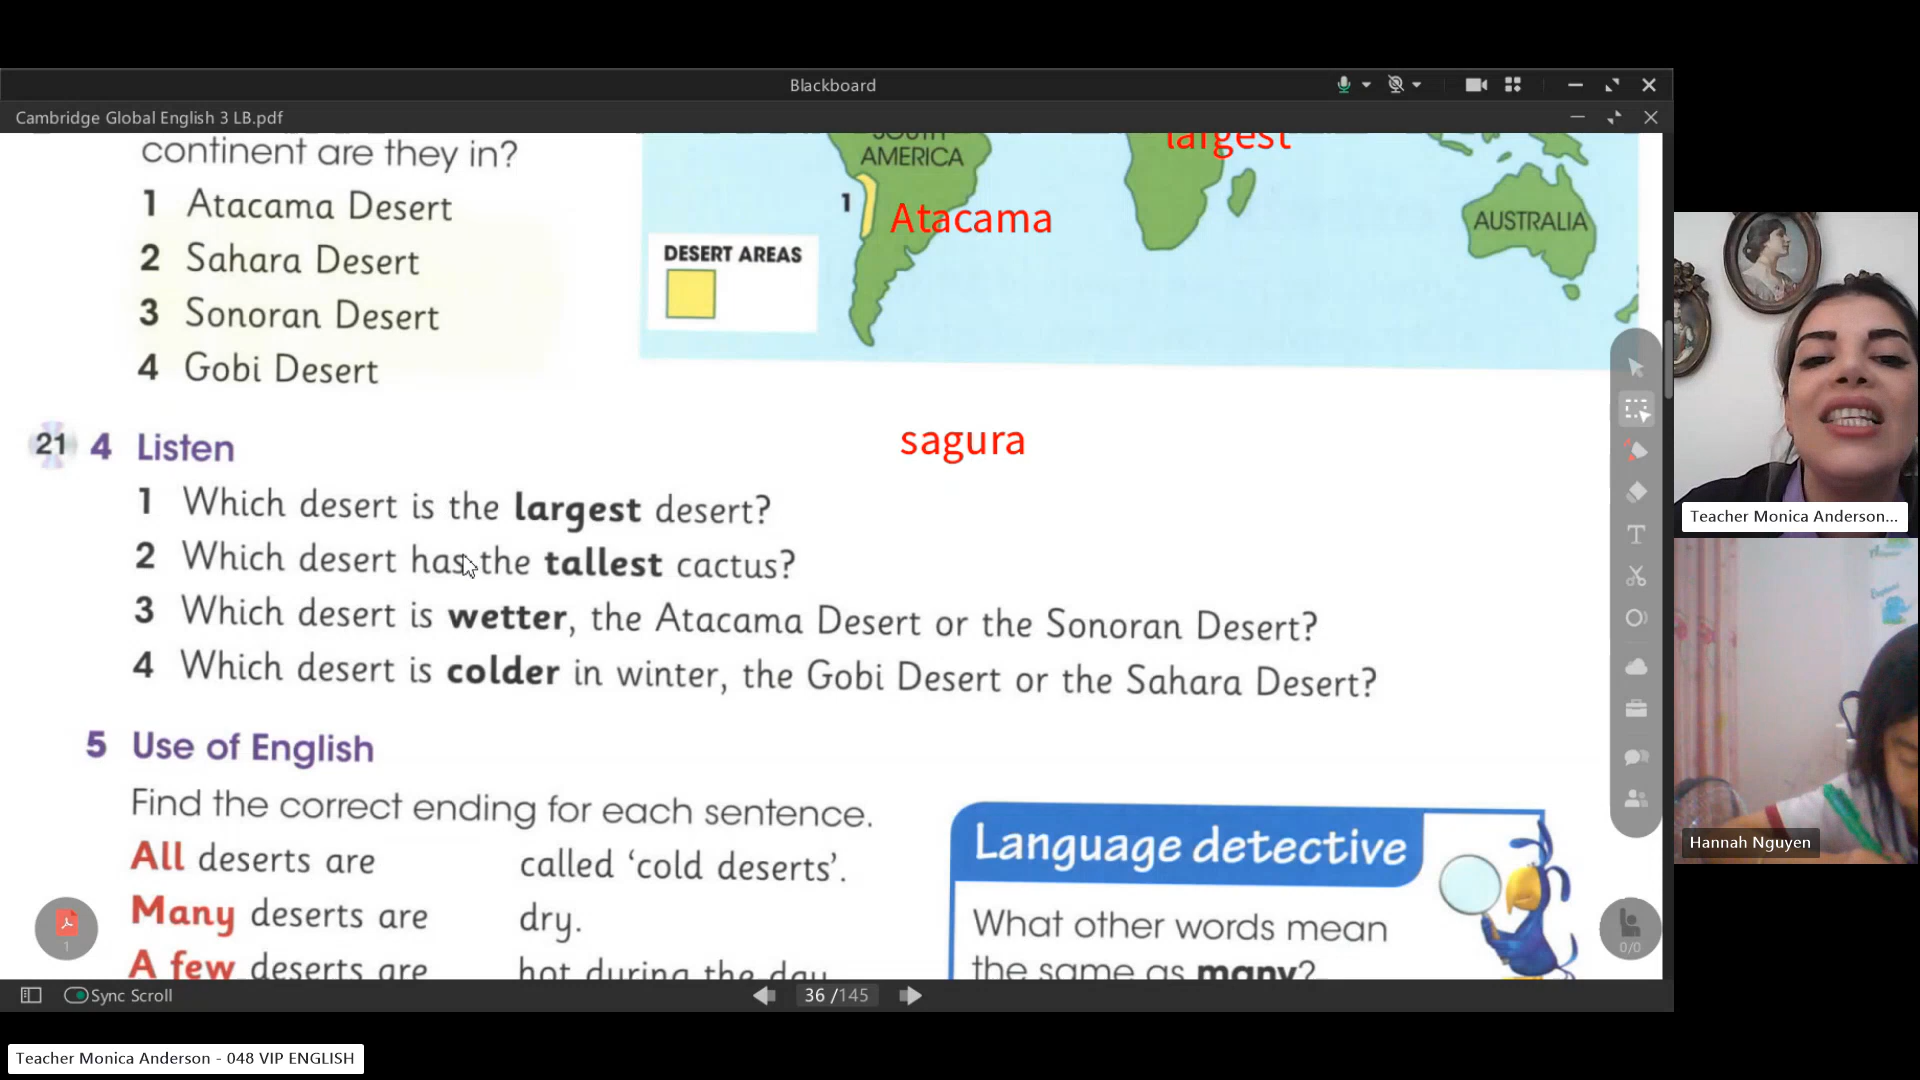 Blackboard
Cambridge Global English 3 LB.pdf
continent are they in?
1 Atacama Desert
2 Sahara Desert
3 Sonoran Desert
4 Gobi Desert
SOUTH
AMERICA
largest
1
Atacama
AUSTRALIA
DESERT AREAS
sagura
21 4 Listen
1 Which desert is the largest desert?
2 Which desert has the tallest cactus?
3 Which desert is wetter, the Atacama Desert or the Sonoran Desert?
4 Which desert is colder in winter, the Gobi Desert or the Sahara Desert?
5 Use of English
Find the correct ending for each sentence.
All deserts are called ‘cold deserts’.
Many deserts are dry.
A few deserts are hot during the day
Language detective
What other words mean
the same as many?
1
0/0
Sync Scroll
36 /145
Teacher Monica Anderson...
Hannah Nguyen
Teacher Monica Anderson - 048 VIP ENGLISH